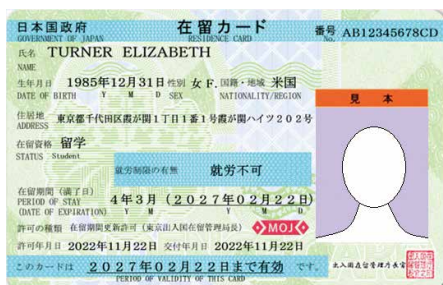 日本国政府 在留カード 番号 AB12345678CD
GOVERNMENT OF JAPAN RESIDENCE CARD No.
氏名 TURNER ELIZABETH
NAME
生年月日 1985年12月31日 性別 女 F. 国籍・地域 米国
DATE OF BIRTH Y M D SEX NATIONALITY/REGION
見 本
住居地 東京都千代田区霞が関1丁目1番1号霞が関ハイツ202号
ADDRESS
在留資格 留学
STATUS Student
就労制限の有無 就労不可
在留期間(満了日) 4年3月(2027年02月22日)
PERIOD OF STAY
(DATE OF EXPIRATION) Y M Y M D
許可の種類 在留期間更新許可(東京出入国在留管理局長) MOJ
許可年月日 2022年11月22日 交付年月日 2022年11月22日
このカードは 2027年02月22日まで有効 です。
PERIOD OF VALIDITY OF THIS CARD
出入国在留管理庁長官